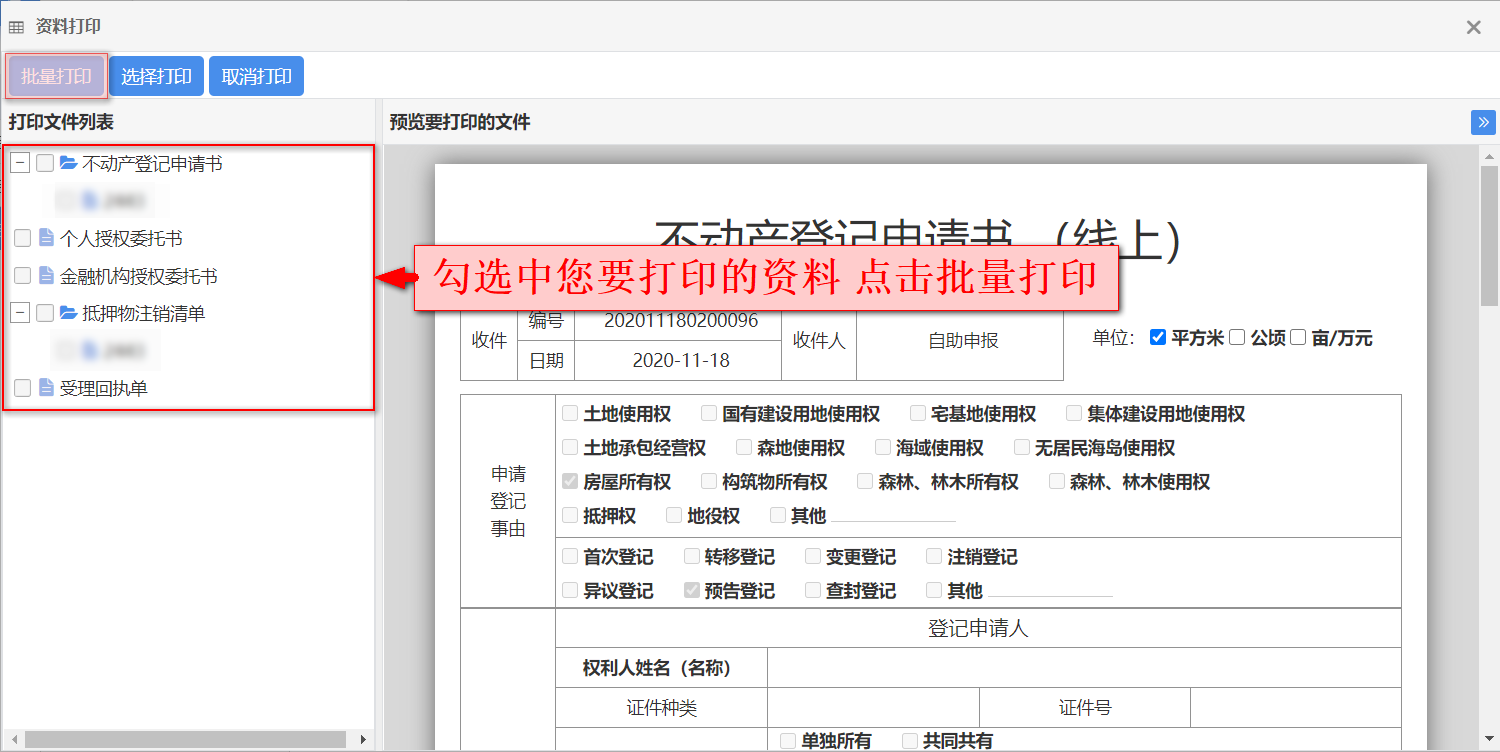 资料打印
批量打印 选择打印 取消打印
打印文件列表
不动产登记申请书
个人授权委托书
金融机构授权委托书
抵押物注销清单
受理回执单
预览要打印的文件
不动产登记申请书 (线上)
勾选中您要打印的资料 点击批量打印
收件 编号 202011180200096 收件人 自助申报
日期 2020-11-18
单位: 平方米 公顷 亩/万元
申请
登记
事由
土地使用权 国有建设用地使用权 宅基地使用权 集体建设用地使用权
土地承包经营权 森地使用权 海域使用权 无居民海岛使用权
房屋所有权 构筑物所有权 森林、林木所有权 森林、林木使用权
抵押权 地役权 其他
首次登记 转移登记 变更登记 注销登记
异议登记 预告登记 查封登记 其他
登记申请人
权利人姓名（名称）
证件种类 证件号
单独所有 共同共有